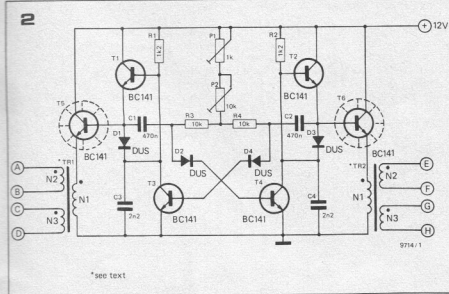 2
+ 12V
R1
1k2
P1
1k
R2
1k2
T1
T2
BC141
BC141
P2
10k
T5
T6
C1
470n
R3
10k
R4
10k
C2
470n
BC141
BC141
D1
DUS
D2
DUS
D4
DUS
D3
DUS
A
B
C
D
*TR1
N2
N1
N3
C3
2n2
T3
BC141
T4
BC141
C4
2n2
*TR2
N1
N2
N3
E
F
G
H
9714 / 1
*see text